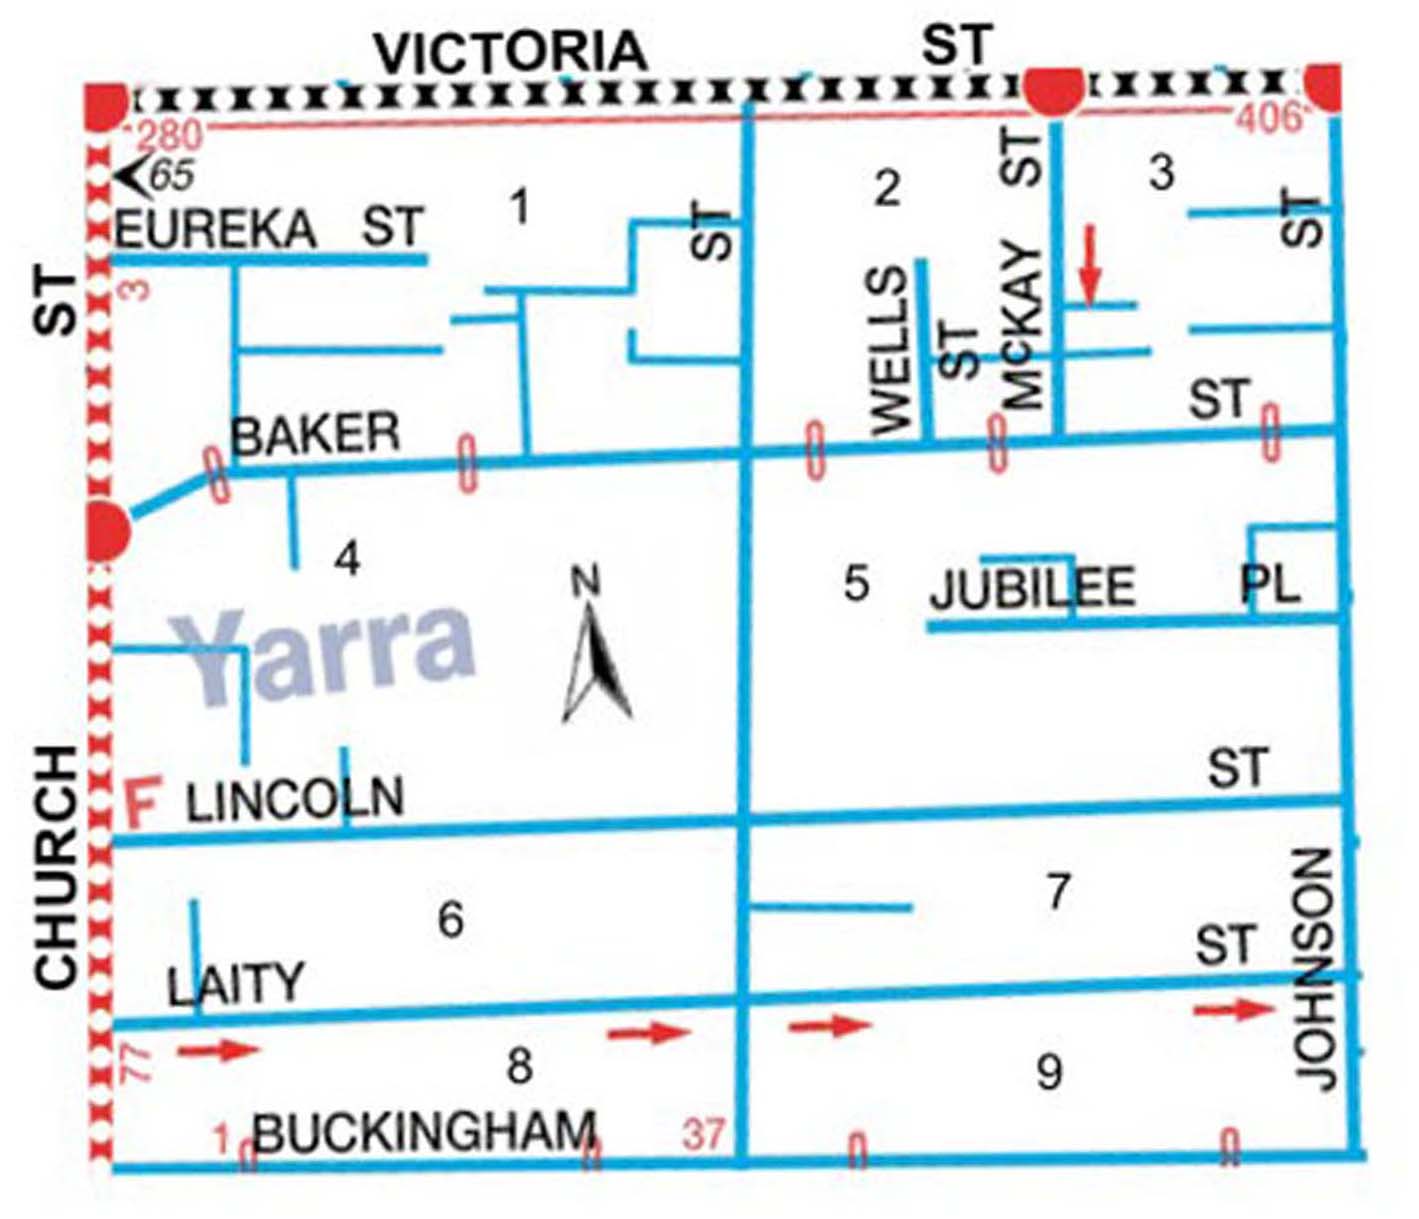 VICTORIA ST
280
406
65
EUREKA ST
1
ST
2
MCKAY ST
3
ST
3
ST
WELLS ST
BAKER ST
4
N
5
JUBILEE PL
Yarra
F LINCOLN ST
CHURCH
6
7
LAITY ST
JOHNSON
77
8
9
1 BUCKINGHAM 37